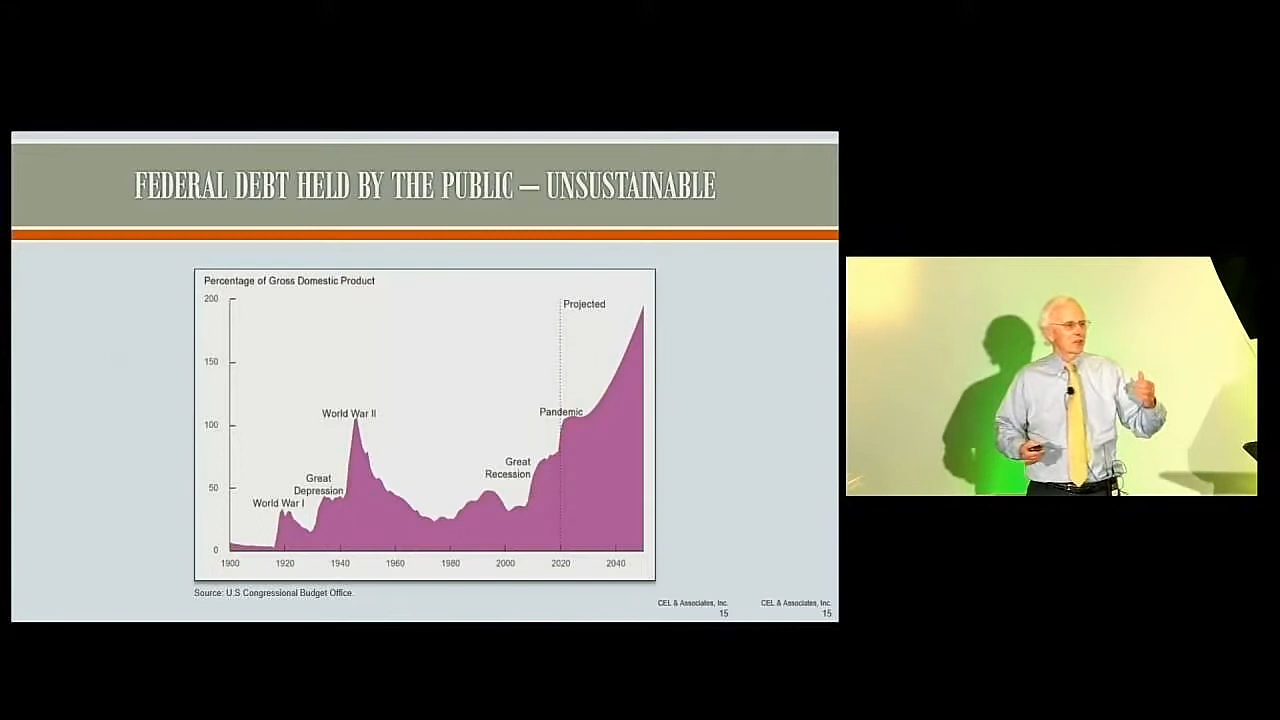 FEDERAL DEBT HELD BY THE PUBLIC – UNSUSTAINABLE
Percentage of Gross Domestic Product
200
150
100
50
0
Projected
Pandemic
World War II
Great
Recession
Great
Depression
World War I
1900 1920 1940 1960 1980 2000 2020 2040
Source: U.S Congressional Budget Office.
CEL & Associates, Inc. CEL & Associates, Inc.
15 15